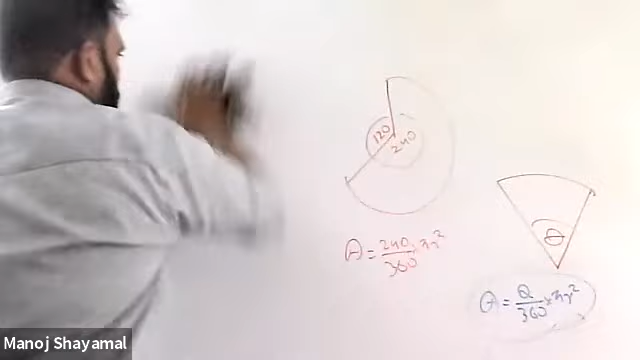 120
240
A = 240/360 × πr²
θ
A = θ/360 × πr²
Manoj Shayamal